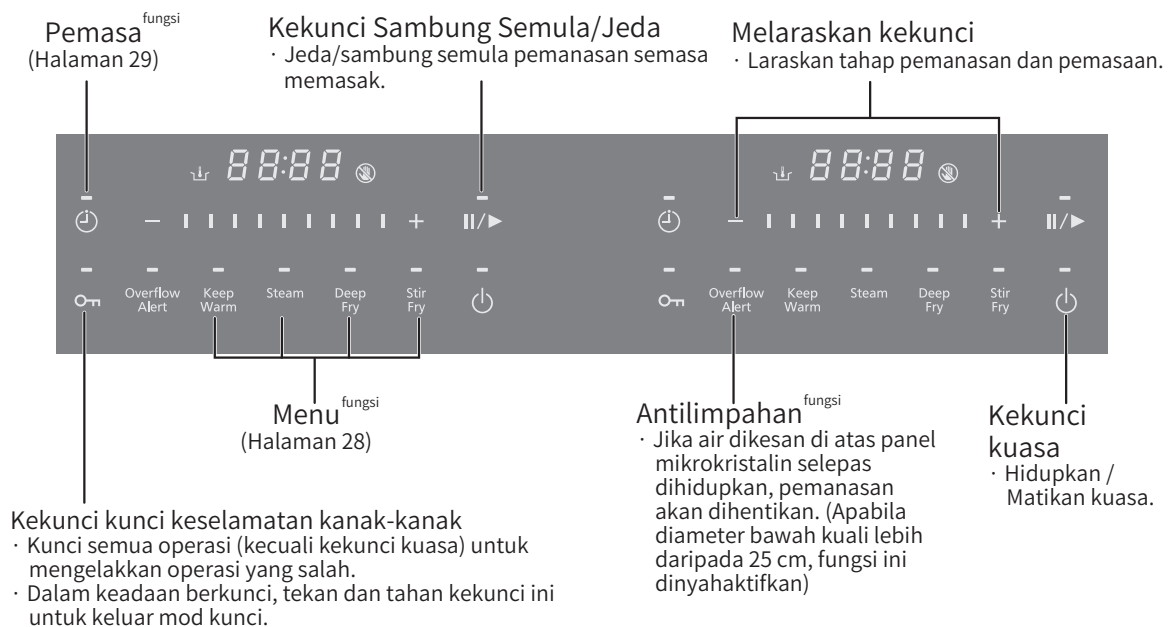 Pemasa fungsi
(Halaman 29)
Kekunci Sambung Semula/Jeda
· Jeda/sambung semula pemanasan semasa
memasak.
Melaraskan kekunci
· Laraskan tahap pemanasan dan pemasaan.
88:88
88:88
− +
− +
Overflow
Alert
Keep
Warm
Steam
Deep
Fry
Stir
Fry
Overflow
Alert
Keep
Warm
Steam
Deep
Fry
Stir
Fry
Menu fungsi
(Halaman 28)
Antilimpahan fungsi
· Jika air dikesan di atas panel
mikrokristalin selepas
dihidupkan, pemanasan
akan dihentikan. (Apabila
diameter bawah kuali lebih
daripada 25 cm, fungsi ini
dinyahaktifkan)
Kekunci
kuasa
· Hidupkan /
Matikan kuasa.
Kekunci kunci keselamatan kanak-kanak
· Kunci semua operasi (kecuali kekunci kuasa) untuk
mengelakkan operasi yang salah.
· Dalam keadaan berkunci, tekan dan tahan kekunci ini
untuk keluar mod kunci.